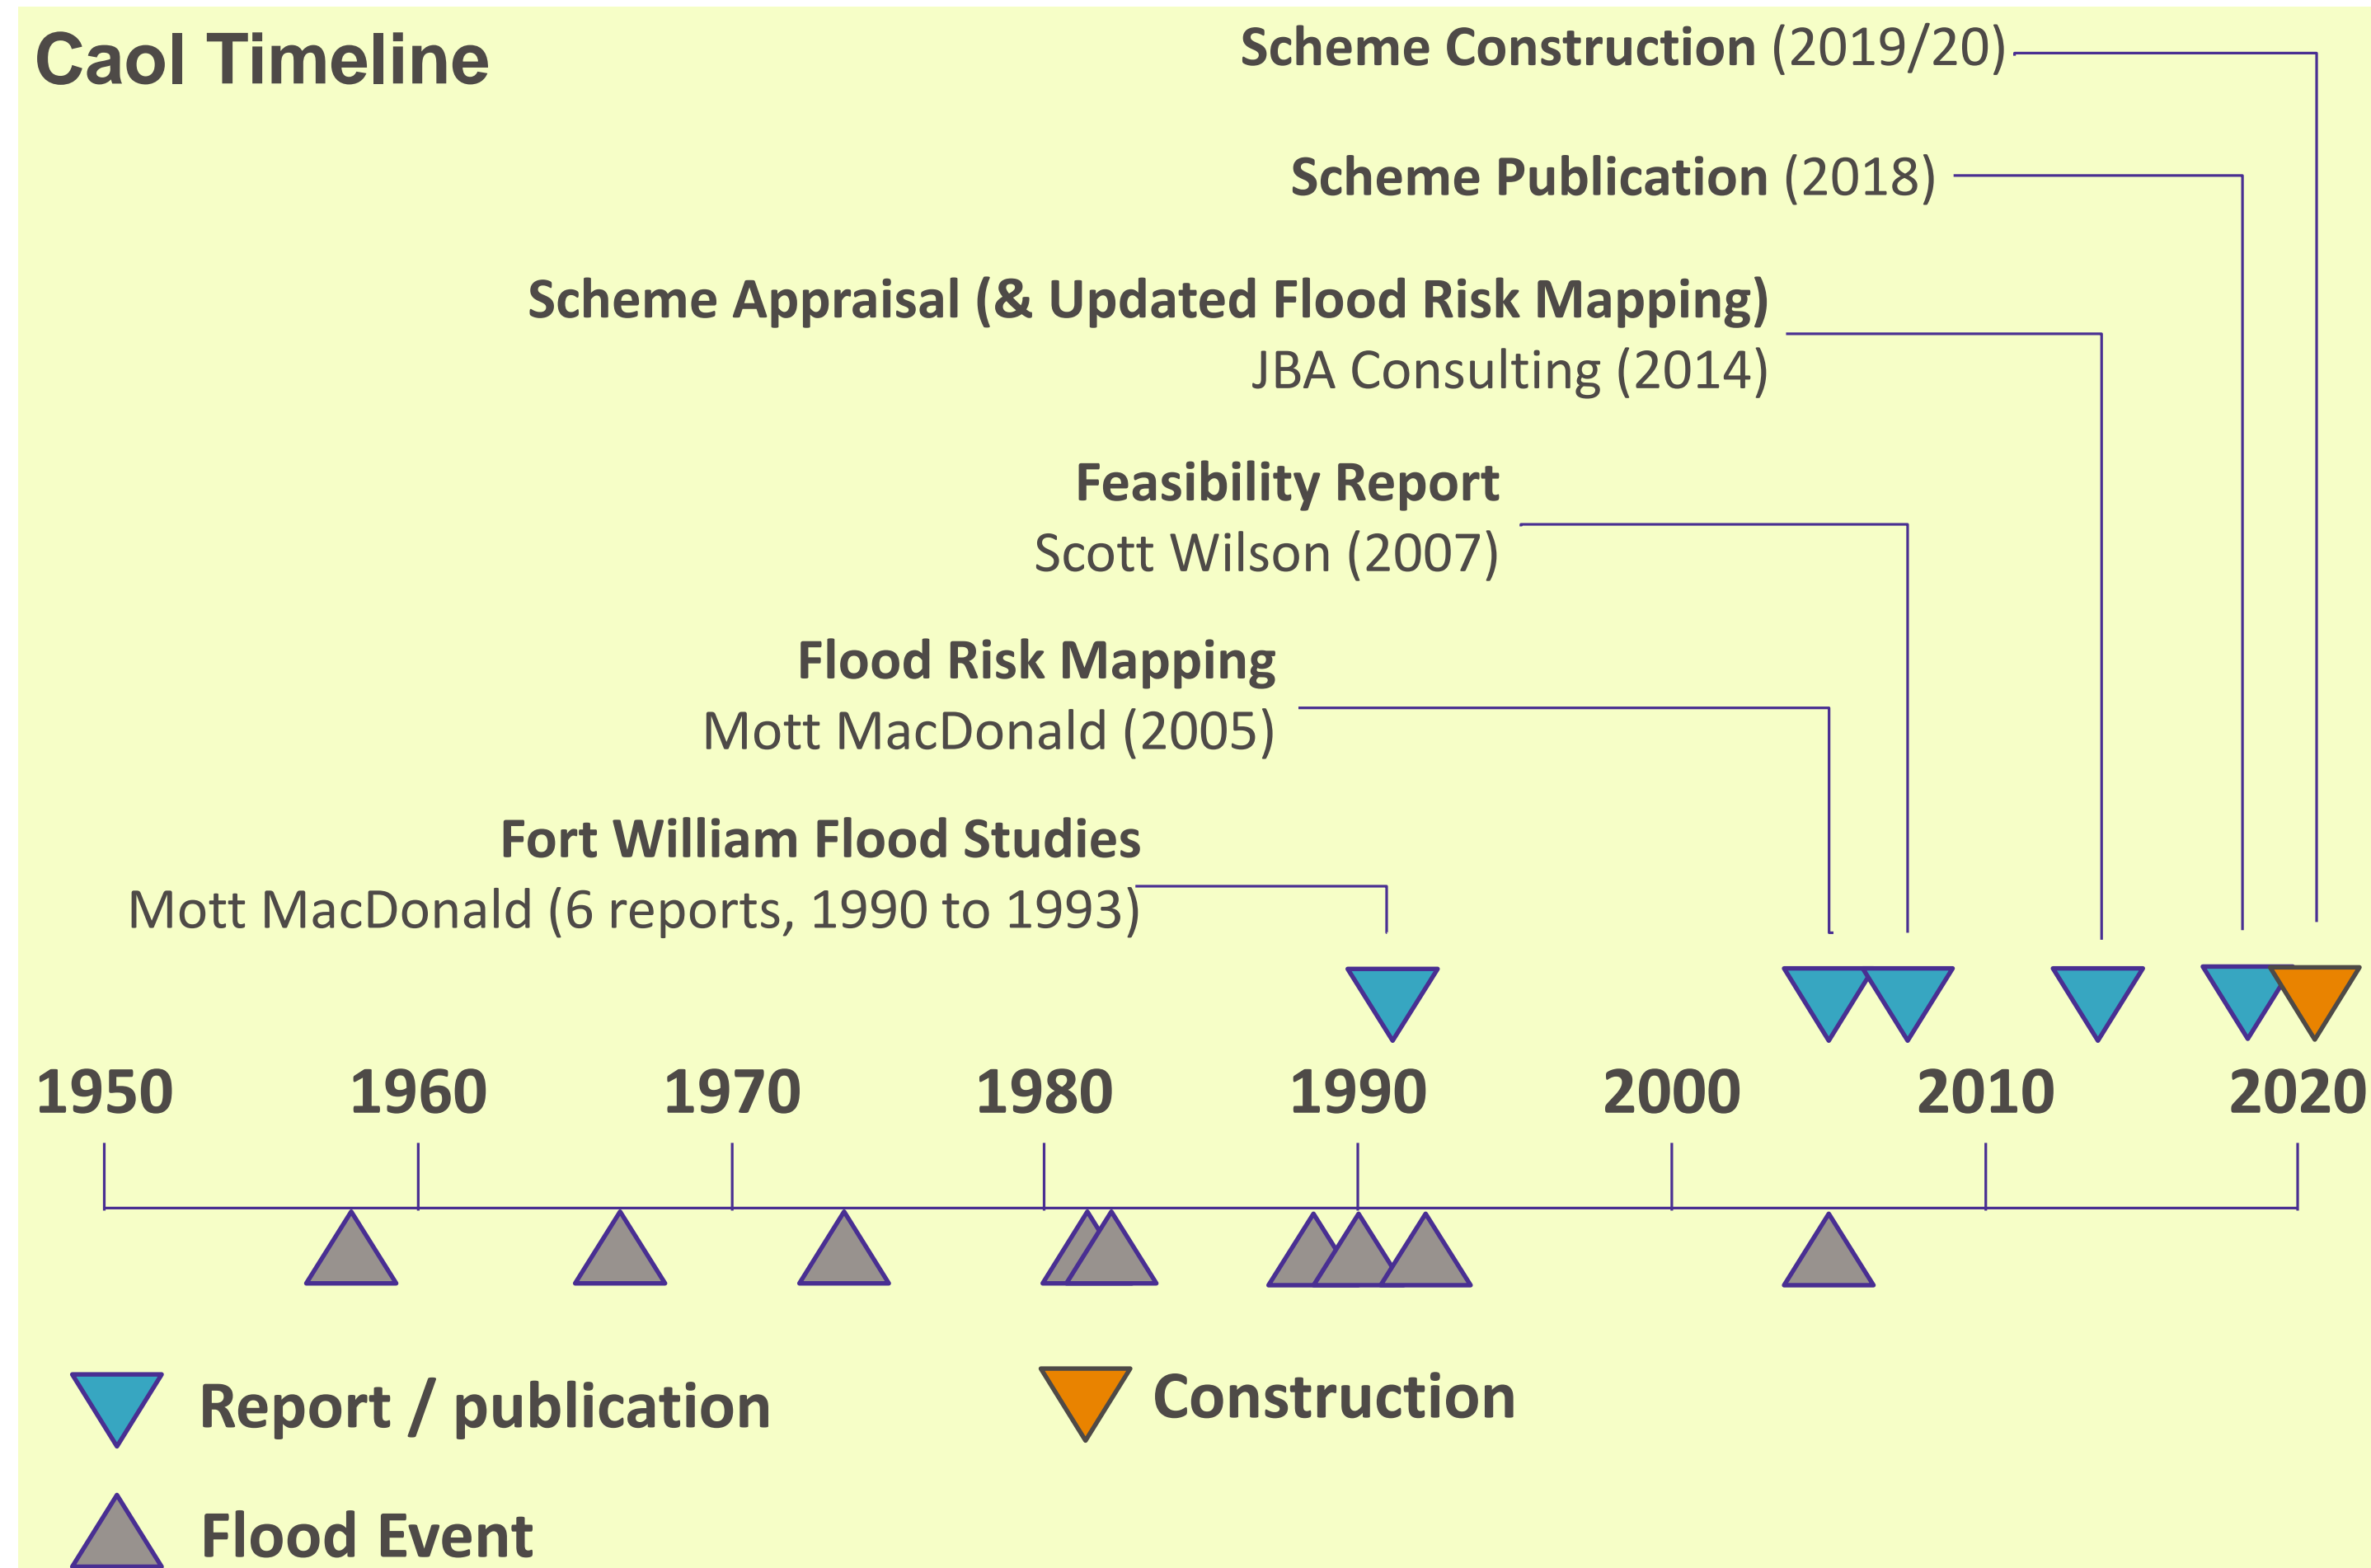 Caol Timeline
Scheme Construction (2019/20)
Scheme Publication (2018)
Scheme Appraisal (& Updated Flood Risk Mapping)
JBA Consulting (2014)
Feasibility Report
Scott Wilson (2007)
Flood Risk Mapping
Mott MacDonald (2005)
Fort William Flood Studies
Mott MacDonald (6 reports, 1990 to 1993)
1950 1960 1970 1980 1990 2000 2010 2020
Report / publication
Construction
Flood Event